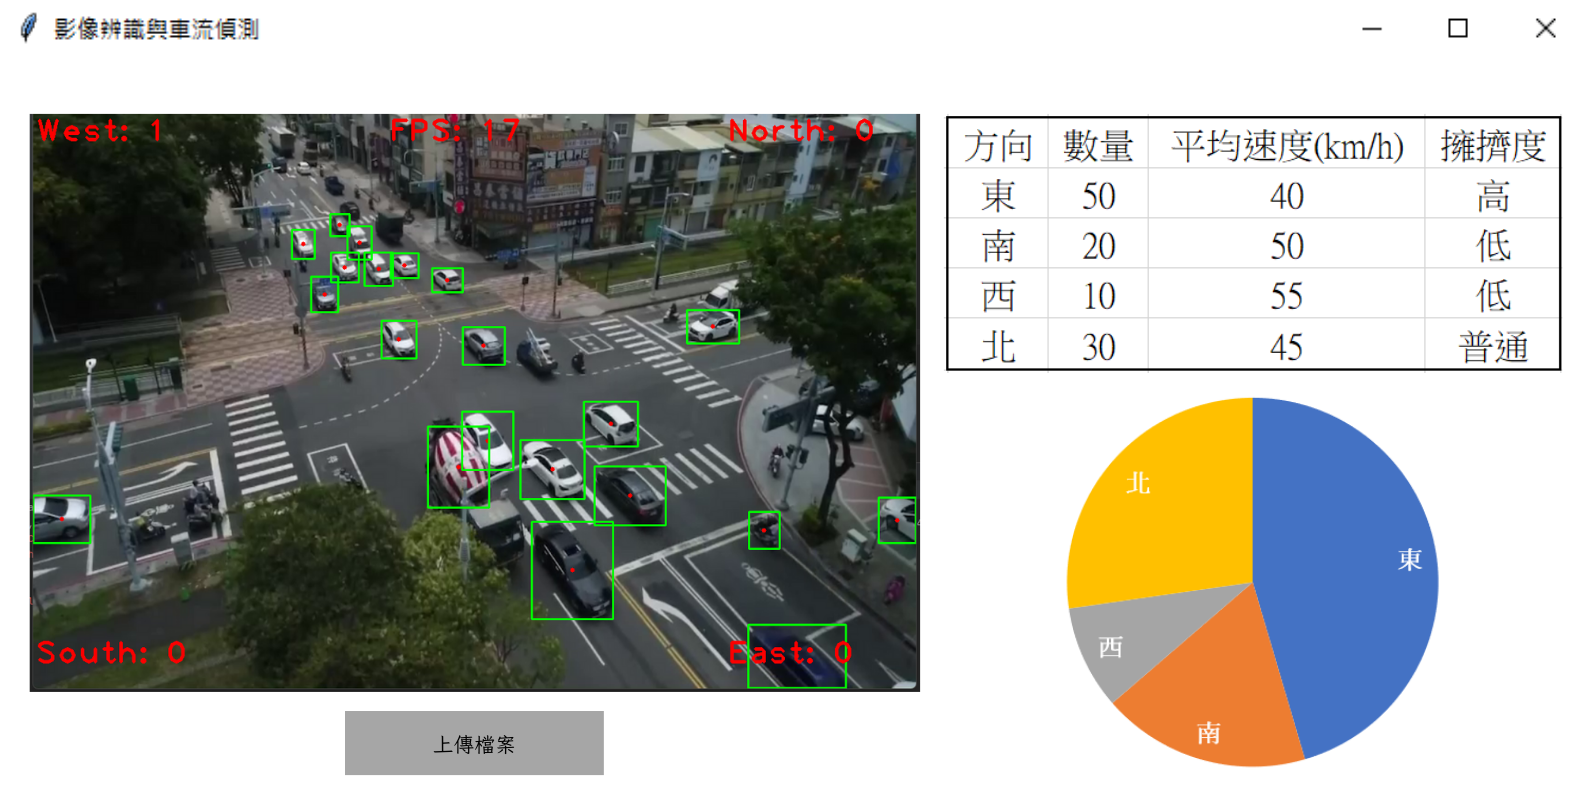 影像辨識與車流偵測
West: 1
FPS: 17
North: 0
South: 0
East: 0
上傳檔案
方向 數量 平均速度(km/h) 擁擠度
東 50 40 高
南 20 50 低
西 10 55 低
北 30 45 普通
北
東
西
南